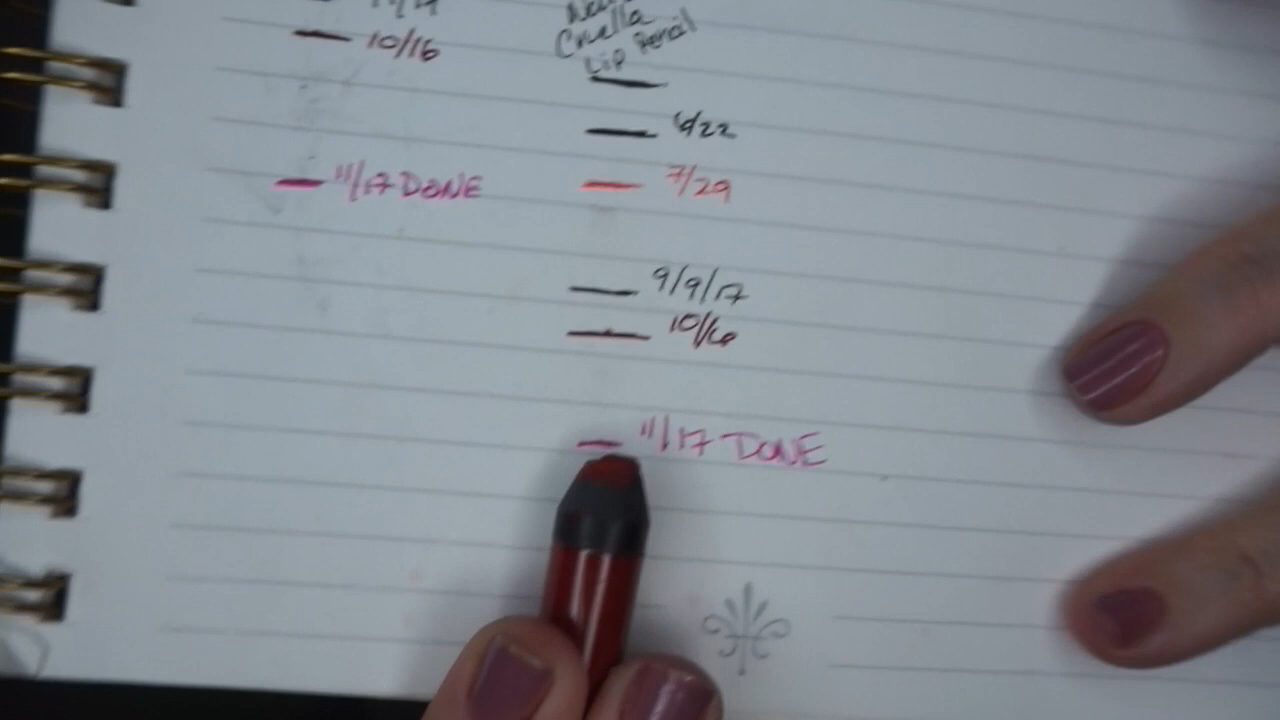 10/16
11/17 DONE
Cruella
Lip Pencil
6/22
7/29
9/9/17
10/16
11/17 DONE